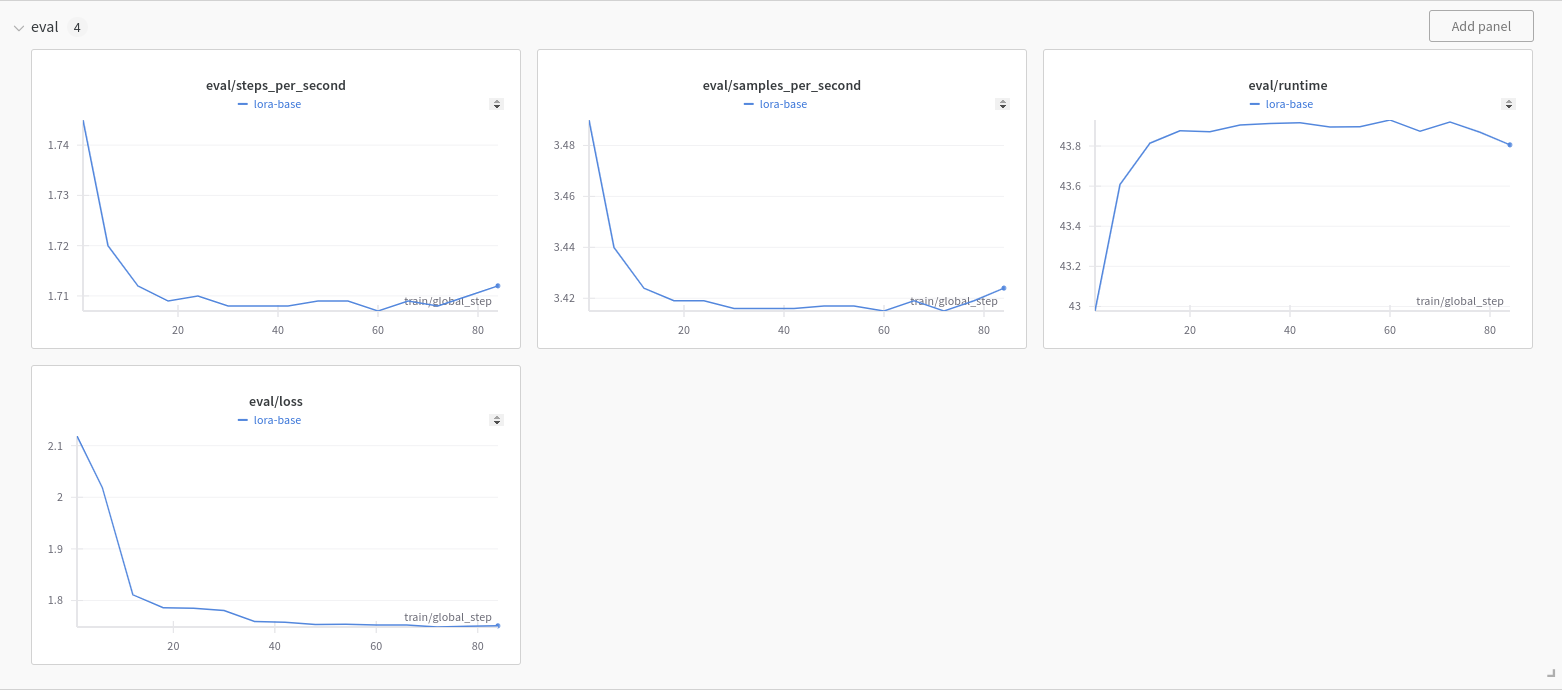 eval 4
Add panel
eval/steps_per_second
lora-base
1.74
1.73
1.72
1.71
train/global_step
20 40 60 80
eval/samples_per_second
lora-base
3.48
3.46
3.44
3.42
train/global_step
20 40 60 80
eval/runtime
lora-base
43.8
43.6
43.4
43.2
43
train/global_step
20 40 60 80
eval/loss
lora-base
2.1
2
1.9
1.8
train/global_step
20 40 60 80